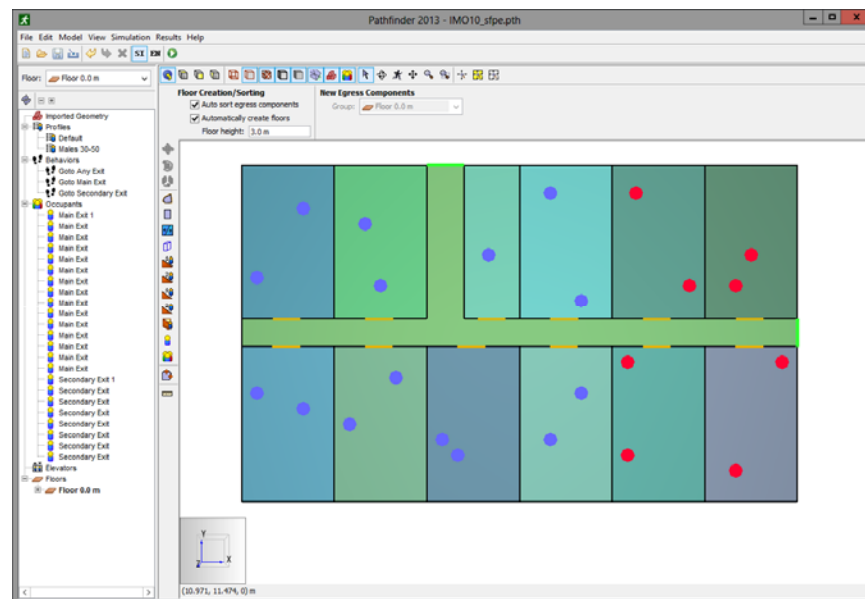 Pathfinder 2013 - IMO10_sfpe.pth
File Edit Model View Simulation Results Help
SI EN
Floor: Floor 0.0 m
Floor Creation/Sorting
Auto sort egress components
Automatically create floors
Floor height: 3.0 m
New Egress Components
Group: Floor 0.0 m
Imported Geometry
Profiles
Default
Males 30-50
Behaviors
Goto Any Exit
Goto Main Exit
Goto Secondary Exit
Occupants
Main Exit 1
Main Exit
Main Exit
Main Exit
Main Exit
Main Exit
Main Exit
Main Exit
Main Exit
Main Exit
Main Exit
Main Exit
Main Exit
Main Exit
Main Exit
Secondary Exit 1
Secondary Exit
Secondary Exit
Secondary Exit
Secondary Exit
Secondary Exit
Secondary Exit
Secondary Exit
Elevators
Floors
Floor 0.0 m
Y
Z X
(10.971, 11.474, 0) m